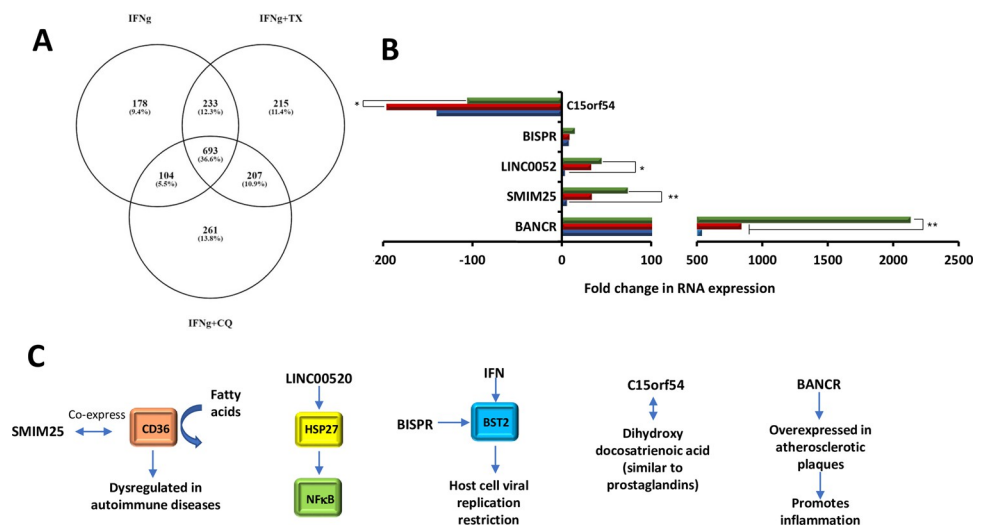 A
IFNg
IFNg+TX
178
(9.4%)
233
(12.3%)
215
(11.4%)
693
(36.6%)
104
(5.5%)
207
(10.9%)
261
(13.8%)
IFNg+CQ
B
*
C15orf54
BISPR
LINC0052
*
SMIM25
**
BANCR
**
-200
-100
0
100
500
1000
1500
2000
2500
Fold change in RNA expression
C
SMIM25
Co-express
CD36
Fatty
acids
Dysregulated in
autoimmune diseases
LINC00520
HSP27
NFκB
IFN
BISPR
BST2
Host cell viral
replication
restriction
C15orf54
Dihydroxy
docosatrienoic acid
(similar to
prostaglandins)
BANCR
Overexpressed in
atherosclerotic
plaques
Promotes
inflammation